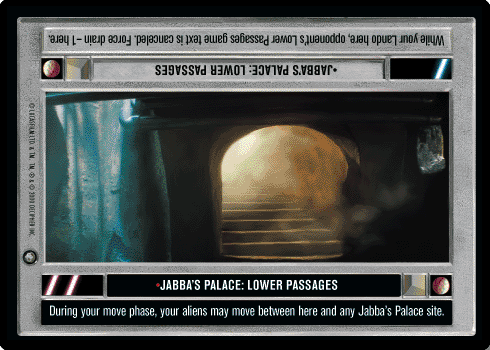 While your Lando here, opponent's Lower Passages game text is canceled. Force drain –1 here.
•JABBA'S PALACE: LOWER PASSAGES
•JABBA'S PALACE: LOWER PASSAGES
During your move phase, your aliens may move between here and any Jabba's Palace site.